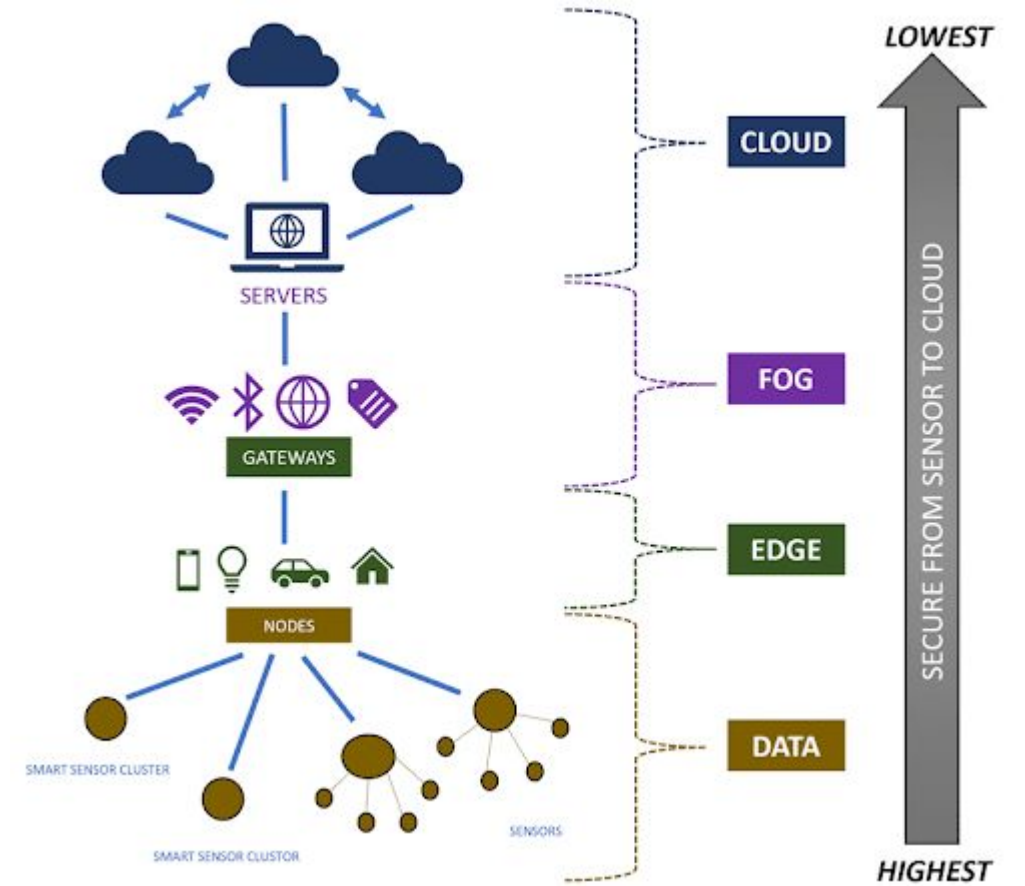 LOWEST
CLOUD
SERVERS
FOG
GATEWAYS
EDGE
NODES
DATA
SMART SENSOR CLUSTER
SENSORS
SMART SENSOR CLUSTOR
SECURE FROM SENSOR TO CLOUD
HIGHEST